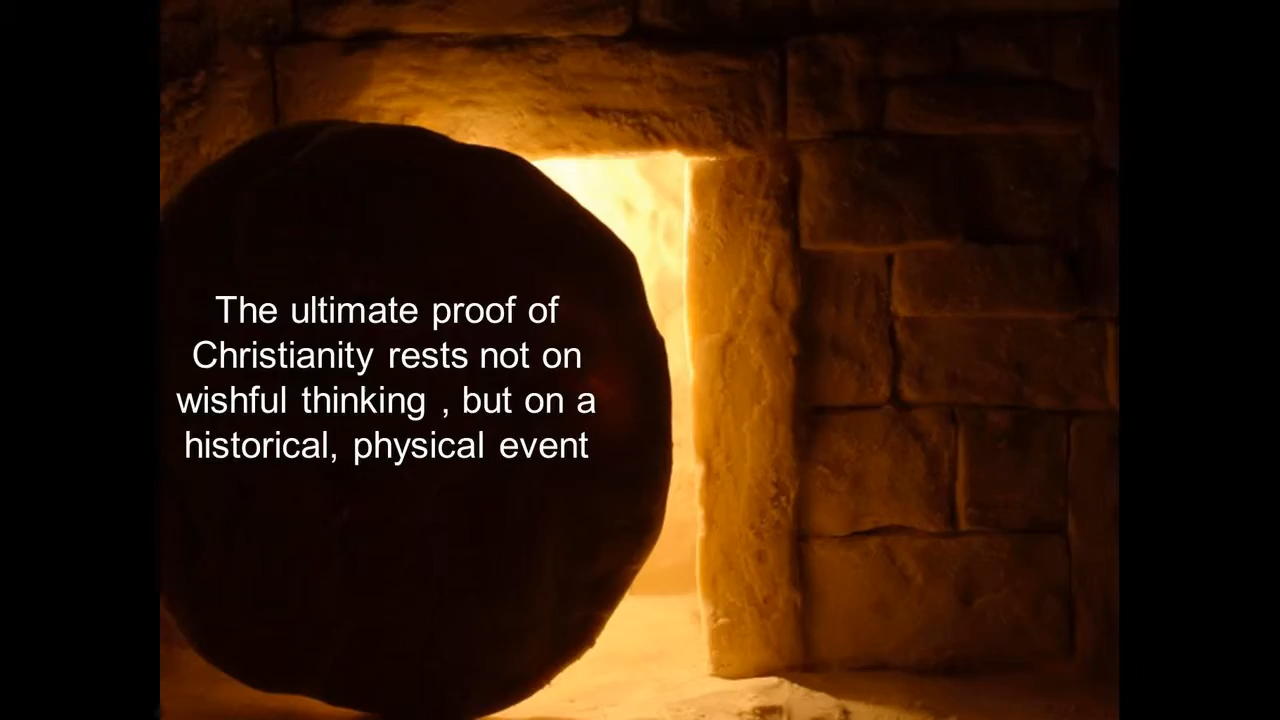 The ultimate proof of
Christianity rests not on
wishful thinking , but on a
historical, physical event